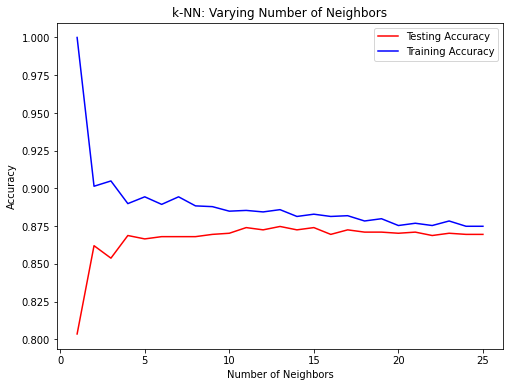 k-NN: Varying Number of Neighbors
Testing Accuracy
Training Accuracy
1.000
0.975
0.950
0.925
0.900
0.875
0.850
0.825
0.800
Accuracy
0 5 10 15 20 25
Number of Neighbors